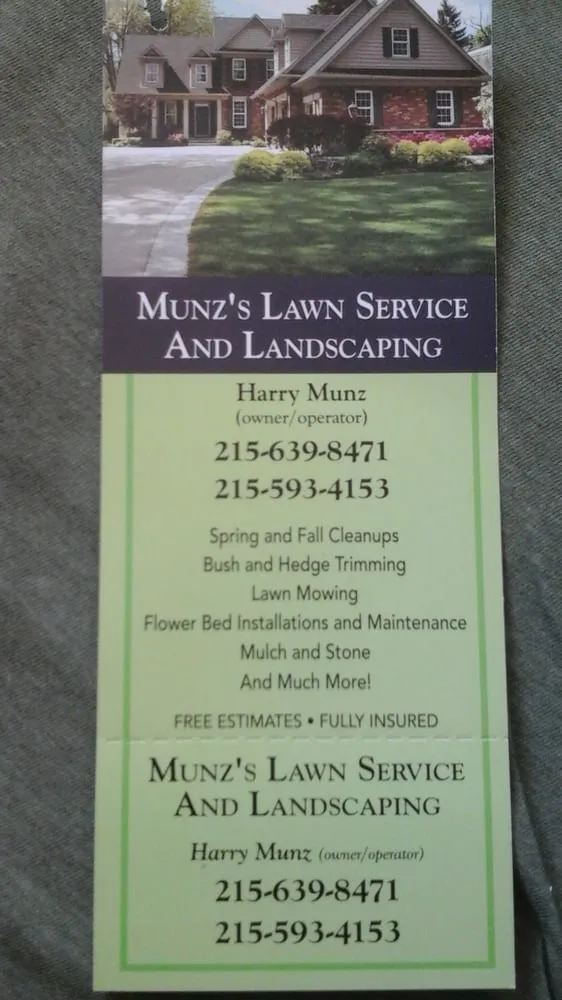 MUNZ'S LAWN SERVICE
AND LANDSCAPING
Harry Munz
(owner/operator)
215-639-8471
215-593-4153
Spring and Fall Cleanups
Bush and Hedge Trimming
Lawn Mowing
Flower Bed Installations and Maintenance
Mulch and Stone
And Much More!
FREE ESTIMATES • FULLY INSURED
MUNZ'S LAWN SERVICE
AND LANDSCAPING
Harry Munz (owner/operator)
215-639-8471
215-593-4153